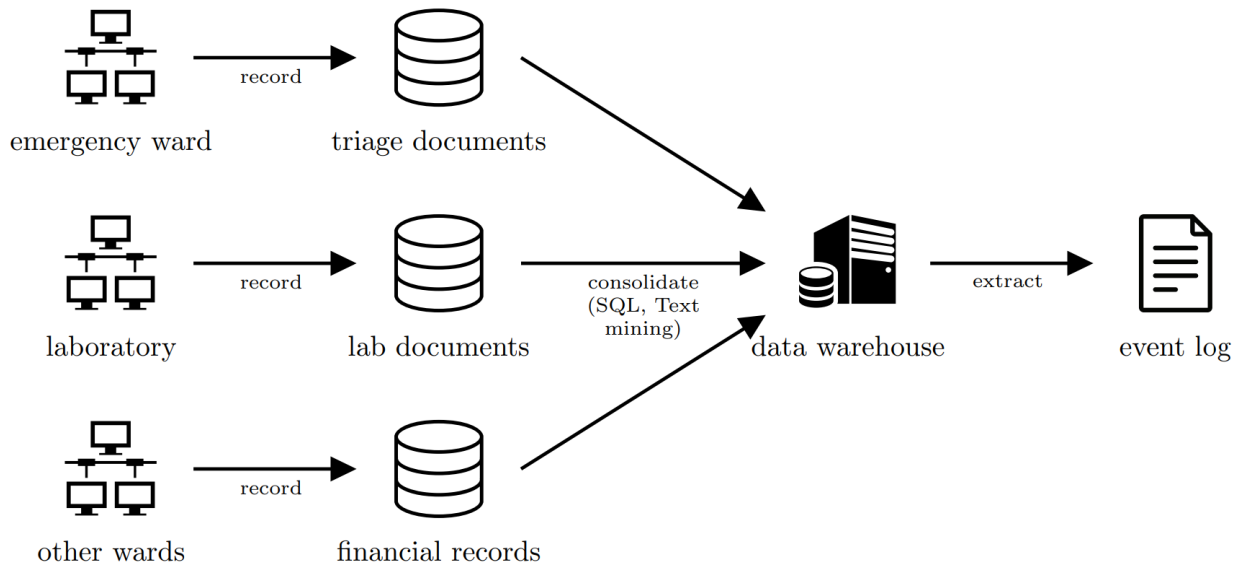 record
emergency ward
triage documents
record
consolidate
(SQL, Text
mining)
extract
laboratory
lab documents
data warehouse
event log
record
other wards
financial records